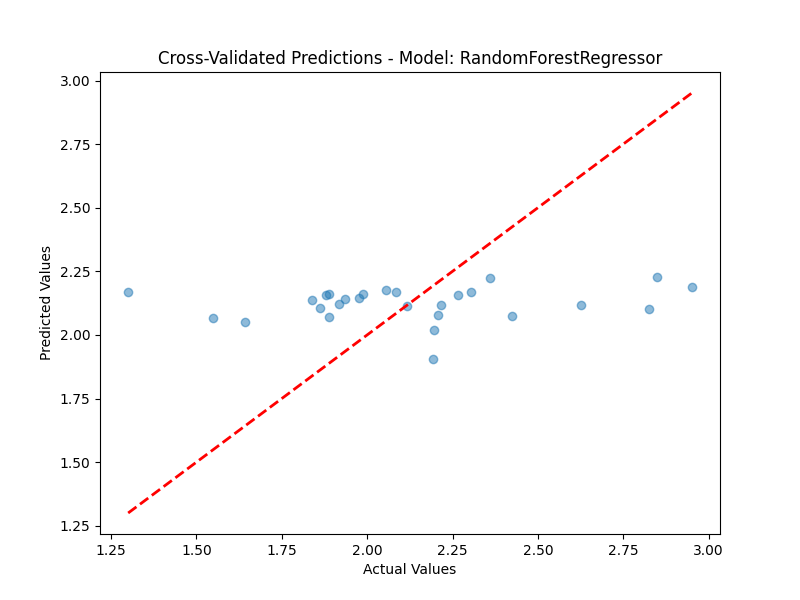 Cross-Validated Predictions - Model: RandomForestRegressor
3.00
2.75
2.50
2.25
2.00
1.75
1.50
1.25
Predicted Values
1.25 1.50 1.75 2.00 2.25 2.50 2.75 3.00
Actual Values